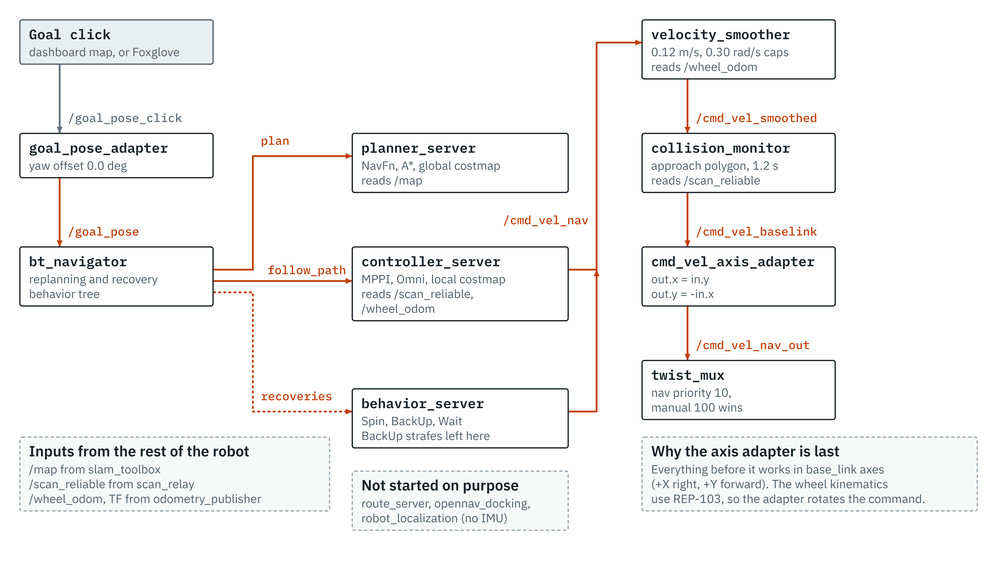 Goal click
dashboard map, or Foxglove
/goal_pose_click
goal_pose_adapter
yaw offset 0.0 deg
/goal_pose
bt_navigator
replanning and recovery
behavior tree
plan
follow_path
recoveries
planner_server
NavFn, A*, global costmap
reads /map
controller_server
MPPI, Omni, local costmap
reads /scan_reliable,
/wheel_odom
behavior_server
Spin, BackUp, Wait
BackUp strafes left here
/cmd_vel_nav
velocity_smoother
0.12 m/s, 0.30 rad/s caps
reads /wheel_odom
/cmd_vel_smoothed
collision_monitor
approach polygon, 1.2 s
reads /scan_reliable
/cmd_vel_baselink
cmd_vel_axis_adapter
out.x = in.y
out.y = -in.x
/cmd_vel_nav_out
twist_mux
nav priority 10,
manual 100 wins
Inputs from the rest of the robot
/map from slam_toolbox
/scan_reliable from scan_relay
/wheel_odom, TF from odometry_publisher
Not started on purpose
route_server, opennav_docking,
robot_localization (no IMU)
Why the axis adapter is last
Everything before it works in base_link axes
(+X right, +Y forward). The wheel kinematics
use REP-103, so the adapter rotates the command.